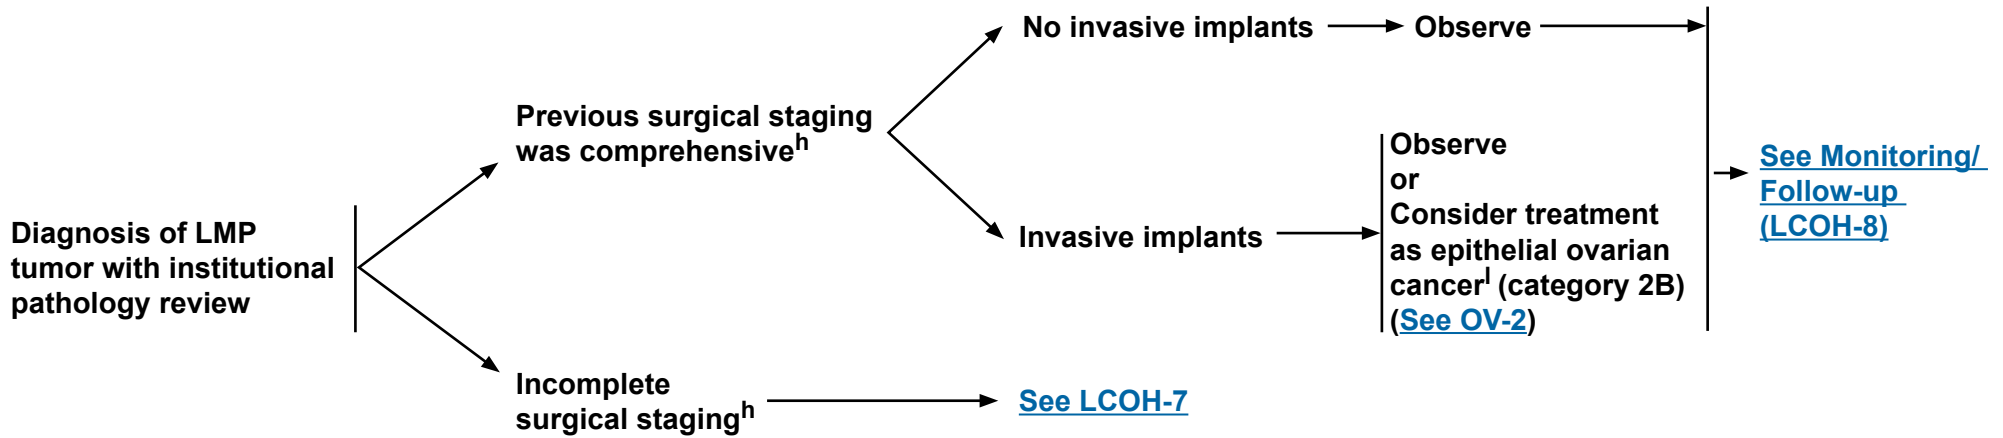 Diagnosis of LMP
tumor with institutional
pathology review
Previous surgical staging
was comprehensiveh
No invasive implants
Observe
Invasive implants
Observe
or
Consider treatment
as epithelial ovarian
cancerl (category 2B)
(See OV-2)
See Monitoring/
Follow-up
(LCOH-8)
Incomplete
surgical stagingh
See LCOH-7